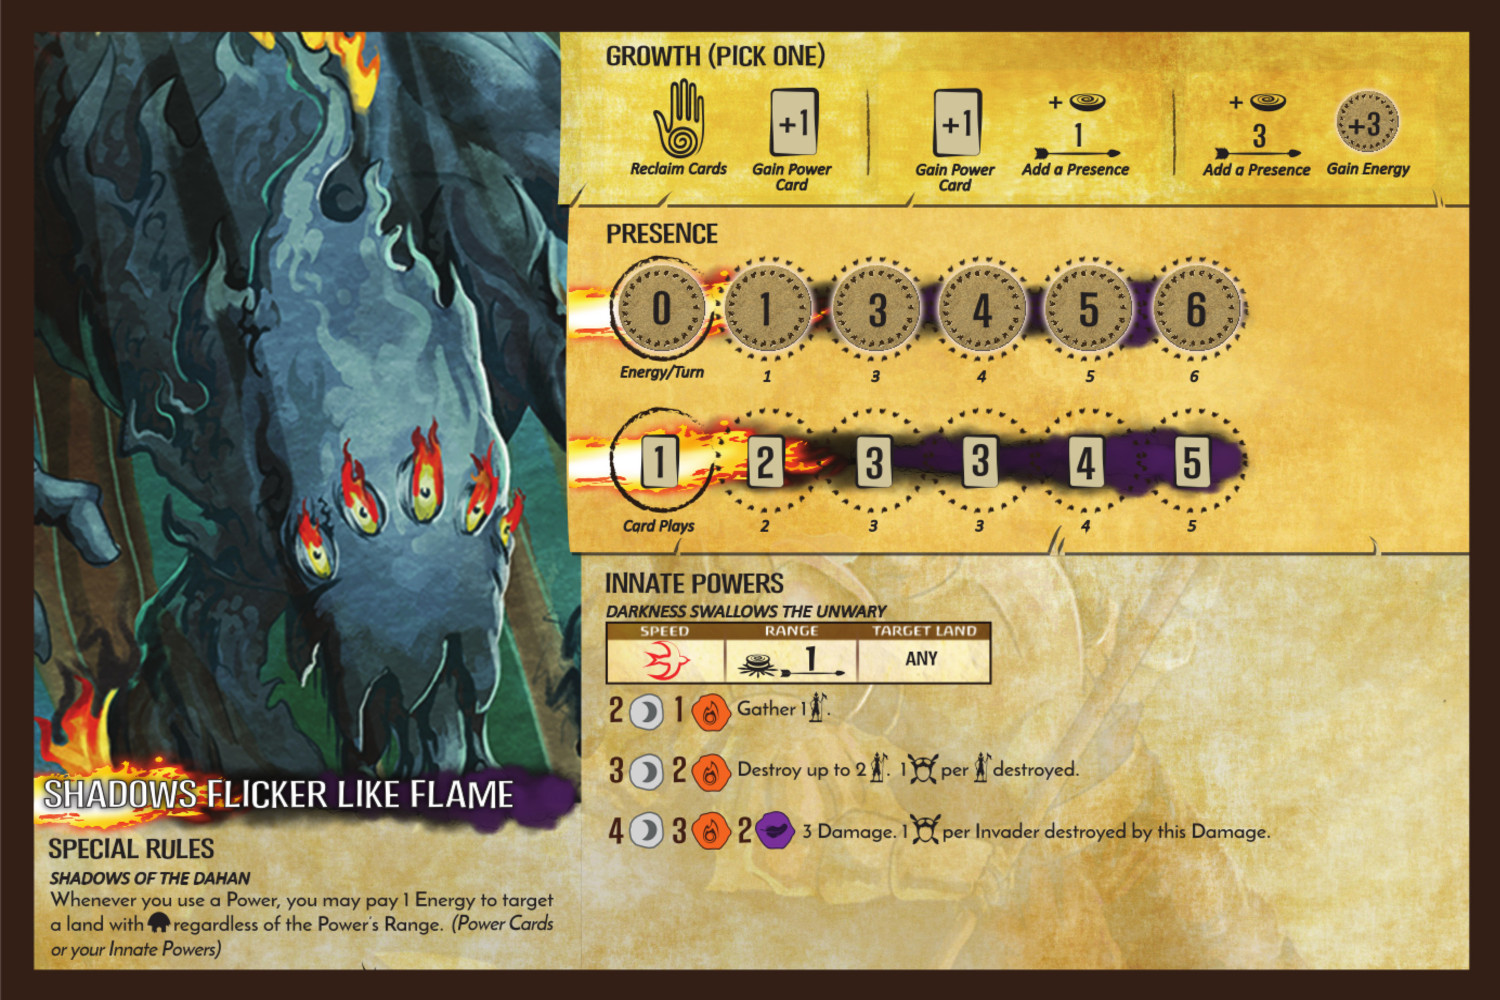 GROWTH (PICK ONE)
+1 +1 + 1 + 3 +3
Reclaim Cards Gain Power Card Gain Power Card Add a Presence Add a Presence Gain Energy
PRESENCE
0 1 3 4 5 6
Energy/Turn 1 3 4 5 6
1 2 3 3 4 5
Card Plays 2 3 3 4 5
INNATE POWERS
DARKNESS SWALLOWS THE UNWARY
SPEED RANGE TARGET LAND
1 ANY
2 1 Gather 1 .
3 2 Destroy up to 2 . 1 per destroyed.
4 3 2 3 Damage. 1 per Invader destroyed by this Damage.
SHADOWS FLICKER LIKE FLAME
SPECIAL RULES
SHADOWS OF THE DAHAN
Whenever you use a Power, you may pay 1 Energy to target
a land with regardless of the Power's Range. (Power Cards
or your Innate Powers)